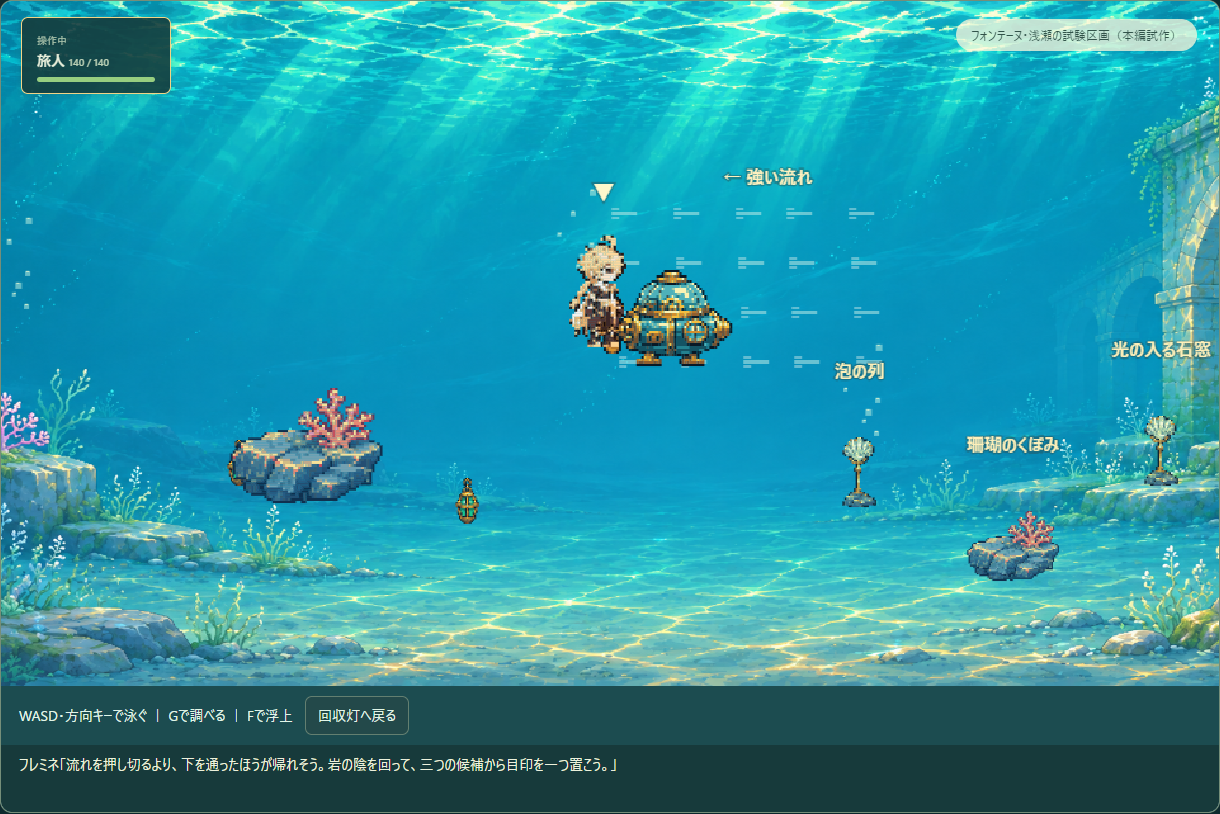 操作中
旅人 140 / 140
フォンテーヌ・浅瀬の試験区画（本編試作）
← 強い流れ
光の入る石窓
泡の列
珊瑚のくぼみ
WASD・方向キーで泳ぐ | Gで調べる | Fで浮上
回収灯へ戻る
フレミネ「流れを押し切るより、下を通ったほうが帰れそう。岩の陰を回って、三つの候補から目印を一つ置こう。」